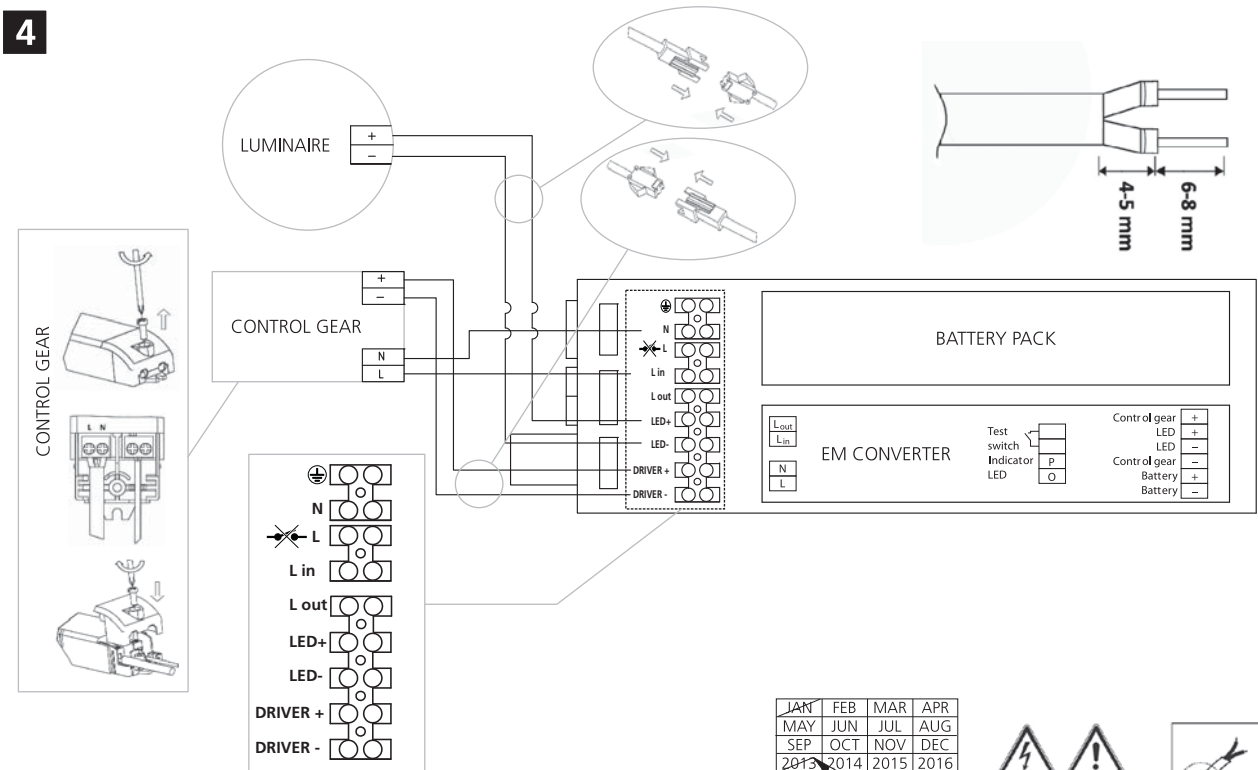 4
LUMINAIRE
+
–
4-5 mm
6-8 mm
CONTROL GEAR
L N
CONTROL GEAR
+
–
N
L
N
L
L in
L out
LED+
LED-
DRIVER +
DRIVER -
BATTERY PACK
EM CONVERTER
Lout
Lin
N
L
Test
switch
Indicator P
LED O
Control gear +
LED +
LED –
Control gear –
Battery +
Battery –
N
L
L in
L out
LED+
LED-
DRIVER +
DRIVER -
JAN FEB MAR APR
MAY JUN JUL AUG
SEP OCT NOV DEC
2013 2014 2015 2016